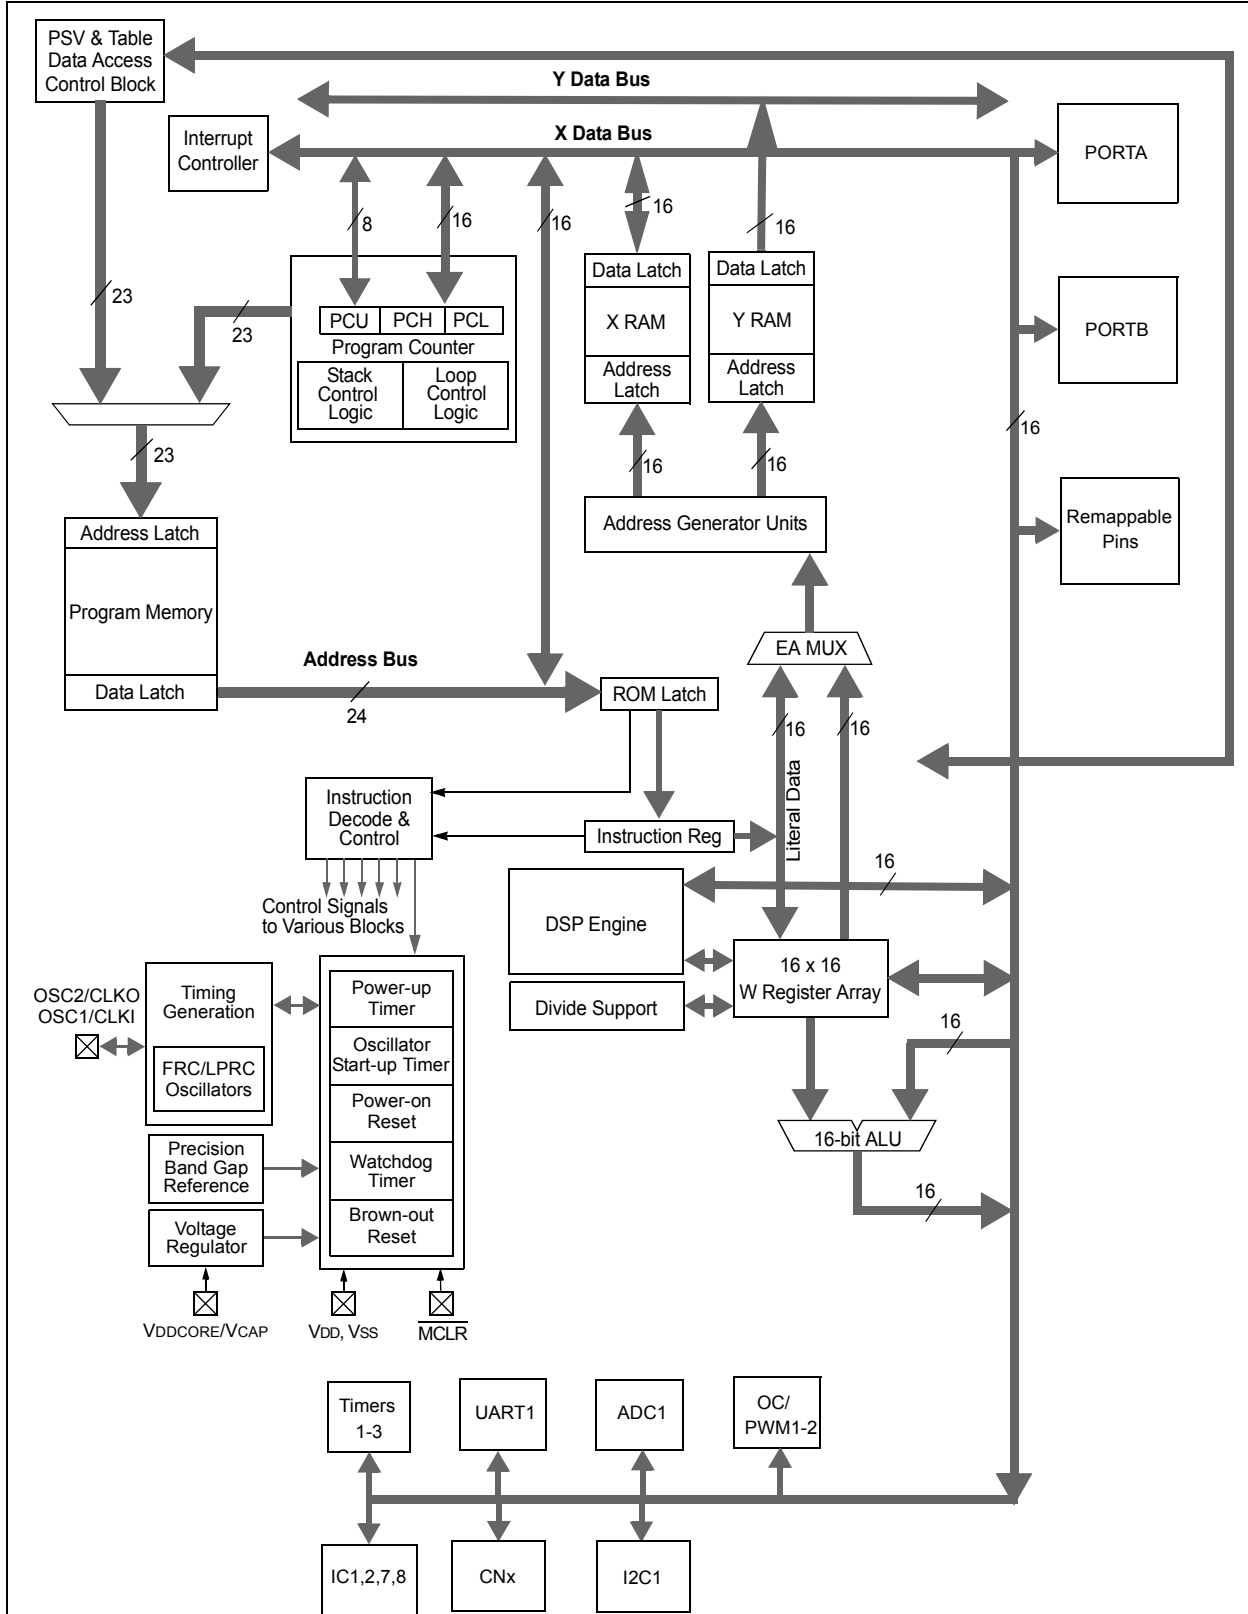 PSV & Table
Data Access
Control Block
Y Data Bus
Interrupt
Controller
X Data Bus
PORTA
8
16
16
16
16
23
23
Data Latch
Data Latch
PCU
PCH
PCL
Program Counter
X RAM
Y RAM
PORTB
Stack
Control
Logic
Loop
Control
Logic
Address
Latch
Address
Latch
16
23
16
16
Address Generator Units
Remappable
Pins
Address Latch
Program Memory
Data Latch
EA MUX
Address Bus
24
ROM Latch
16
16
Literal Data
Instruction
Decode &
Control
Instruction Reg
16
Control Signals
to Various Blocks
DSP Engine
16 x 16
W Register Array
Divide Support
OSC2/CLKO
OSC1/CLKI
Timing
Generation
FRC/LPRC
Oscillators
Power-up
Timer
Oscillator
Start-up Timer
Power-on
Reset
Watchdog
Timer
Brown-out
Reset
16
16-bit ALU
16
Precision
Band Gap
Reference
Voltage
Regulator
VDDCORE/VCAP
VDD, VSS
MCLR
Timers
1-3
UART1
ADC1
OC/
PWM1-2
IC1,2,7,8
CNx
I2C1